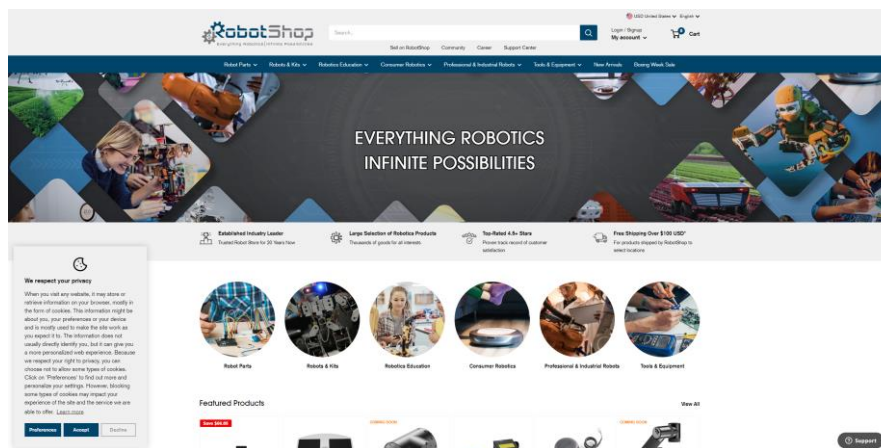 USD United States English
RobotShop
Everything Robotics|Infinite Possibilities
Search...
Login / Signup
My account
0
Cart
Sell on RobotShop Community Career Support Center
Robot Parts Robots & Kits Robotics Education Consumer Robotics Professional & Industrial Robots Tools & Equipment New Arrivals Boxing Week Sale
EVERYTHING ROBOTICS
INFINITE POSSIBILITIES
Established Industry Leader
Trusted Robot Store for 20 Years Now
Large Selection of Robotics Products
Thousands of goods for all interests
Top-Rated 4.5+ Stars
Proven track record of customer
satisfaction
Free Shipping Over $100 USD*
For products shipped by RobotShop to
select locations
We respect your privacy
When you visit any website, it may store or
retrieve information on your browser, mostly in
the form of cookies. This information might be
about you, your preferences or your device
and is mostly used to make the site work as
you expect it to. The information does not
usually directly identify you, but it can give you
a more personalized web experience. Because
we respect your right to privacy, you can
choose not to allow some types of cookies.
Click on 'Preferences' to find out more and
personalize your settings. However, blocking
some types of cookies may impact your
experience of the site and the service we are
able to offer. Learn more
Preferences Accept Decline
Robot Parts Robots & Kits Robotics Education Consumer Robotics Professional & Industrial Robots Tools & Equipment
Featured Products
View All
COMING SOON
COMING SOON
Support